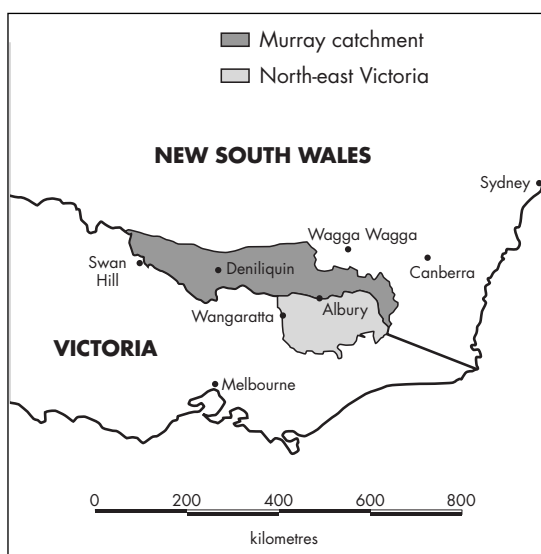 Murray catchment
North-east Victoria
NEW SOUTH WALES
Sydney
Wagga Wagga
Swan
Hill
Deniliquin
Canberra
Albury
Wangaratta
VICTORIA
Melbourne
0 200 400 600 800
kilometres